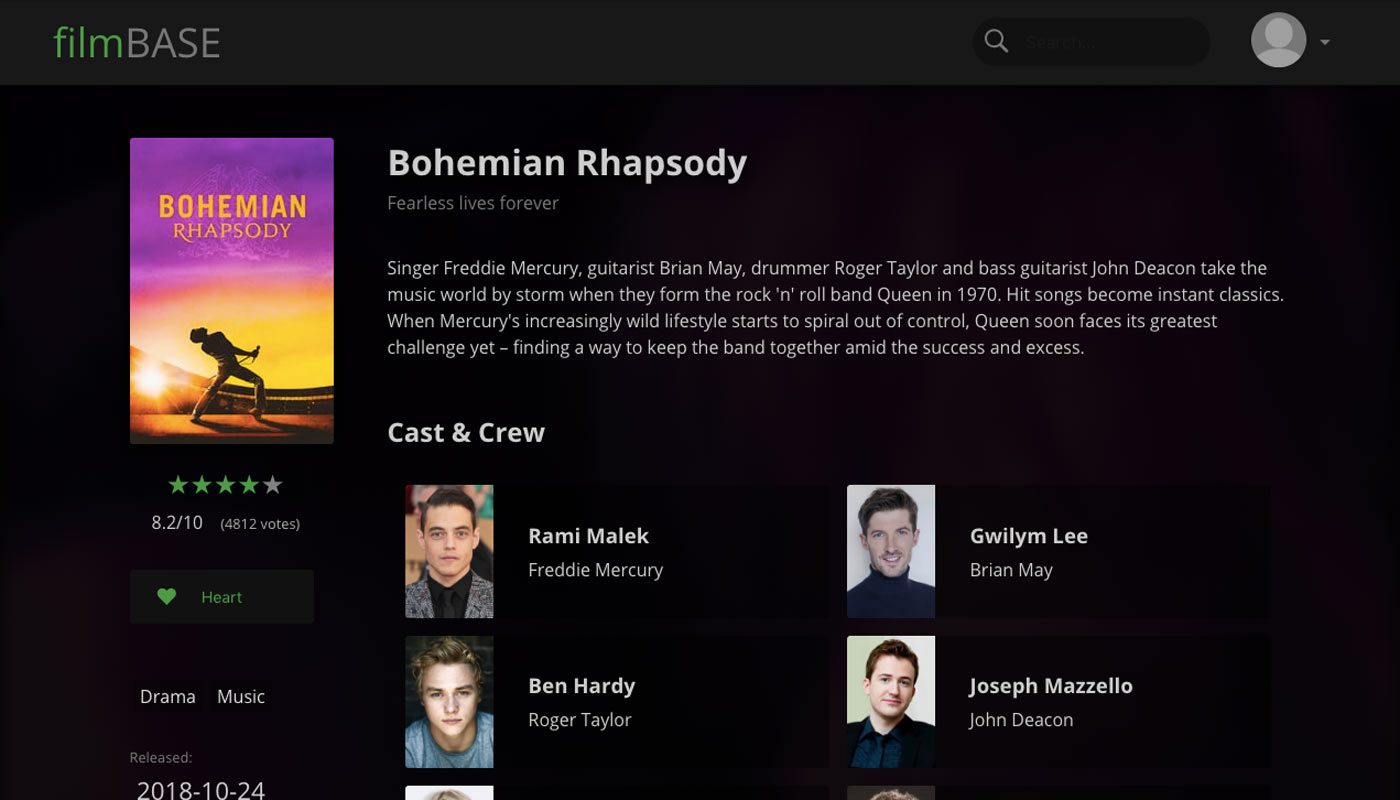 filmBASE
Search...
BOHEMIAN
RHAPSODY
Bohemian Rhapsody
Fearless lives forever
Singer Freddie Mercury, guitarist Brian May, drummer Roger Taylor and bass guitarist John Deacon take the
music world by storm when they form the rock 'n' roll band Queen in 1970. Hit songs become instant classics.
When Mercury's increasingly wild lifestyle starts to spiral out of control, Queen soon faces its greatest
challenge yet – finding a way to keep the band together amid the success and excess.
★★★★★
8.2/10 (4812 votes)
Heart
Drama Music
Released:
2018-10-24
Cast & Crew
Rami Malek
Freddie Mercury
Gwilym Lee
Brian May
Ben Hardy
Roger Taylor
Joseph Mazzello
John Deacon